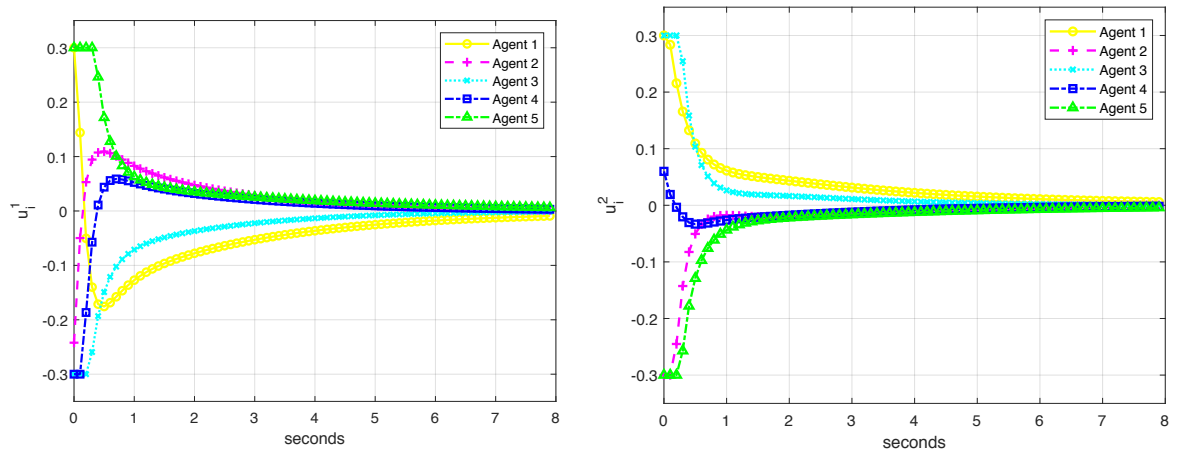 0.3
0.2
0.1
0
-0.1
-0.2
-0.3
u_i^1
0 1 2 3 4 5 6 7 8
seconds
Agent 1
Agent 2
Agent 3
Agent 4
Agent 5
0.3
0.2
0.1
0
-0.1
-0.2
-0.3
u_i^2
0 1 2 3 4 5 6 7 8
seconds
Agent 1
Agent 2
Agent 3
Agent 4
Agent 5